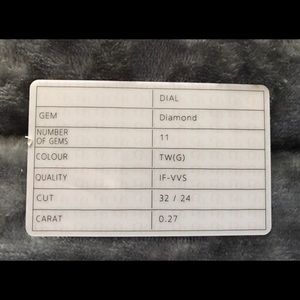 DIAL
GEM Diamond
NUMBER
OF GEMS 11
COLOUR TW(G)
QUALITY IF-VVS
CUT 32 / 24
CARAT 0.27